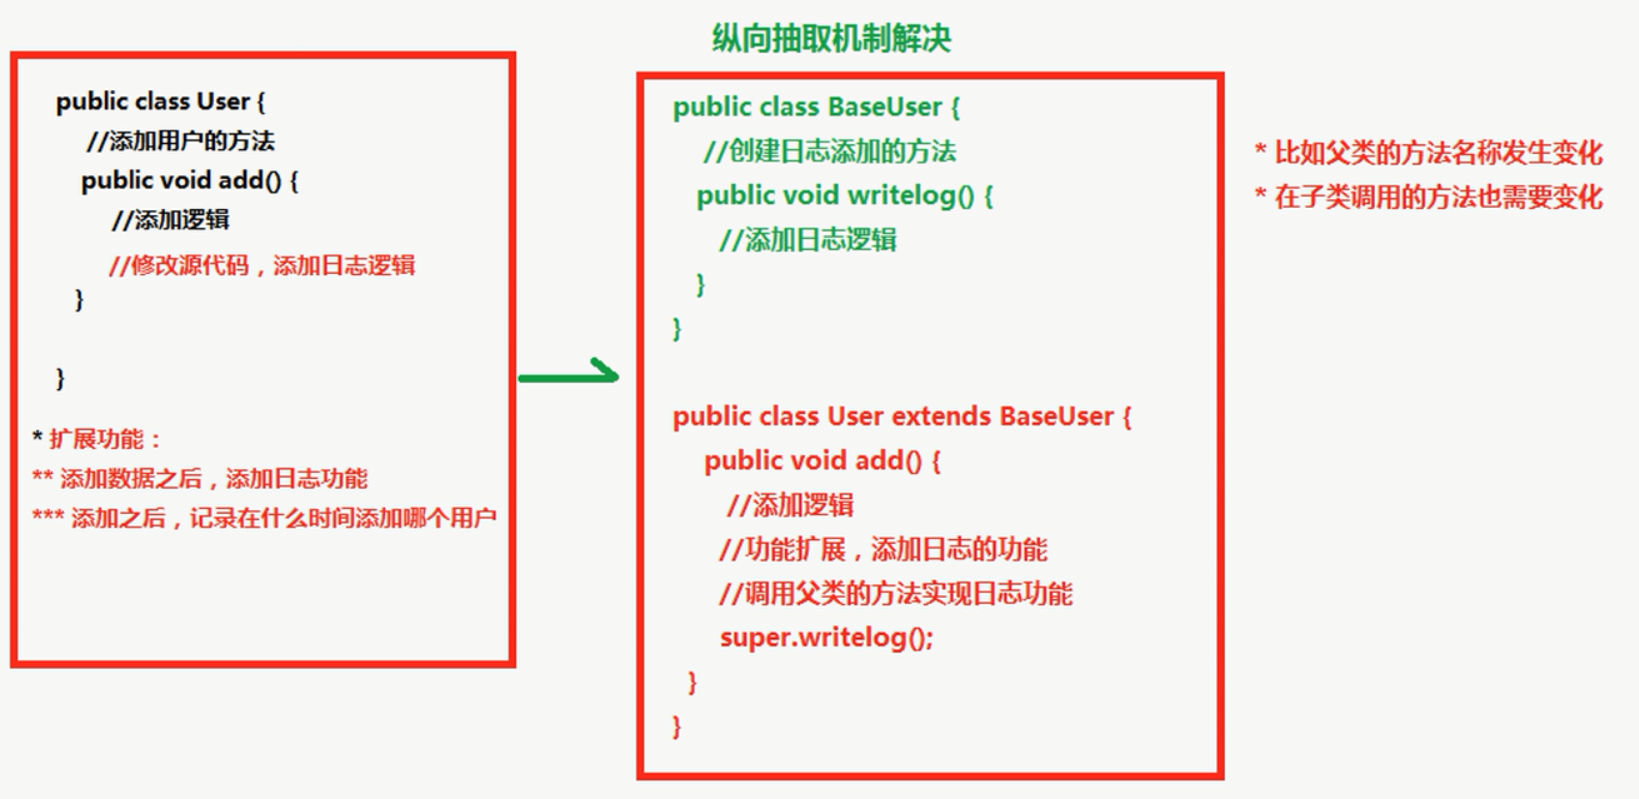 纵向抽取机制解决
public class User {
//添加用户的方法
public void add() {
//添加逻辑
//修改源代码，添加日志逻辑
}
}
* 扩展功能：
** 添加数据之后，添加日志功能
*** 添加之后，记录在什么时间添加哪个用户
public class BaseUser {
//创建日志添加的方法
public void writelog() {
//添加日志逻辑
}
}
public class User extends BaseUser {
public void add() {
//添加逻辑
//功能扩展，添加日志的功能
//调用父类的方法实现日志功能
super.writelog();
}
}
* 比如父类的方法名称发生变化
* 在子类调用的方法也需要变化